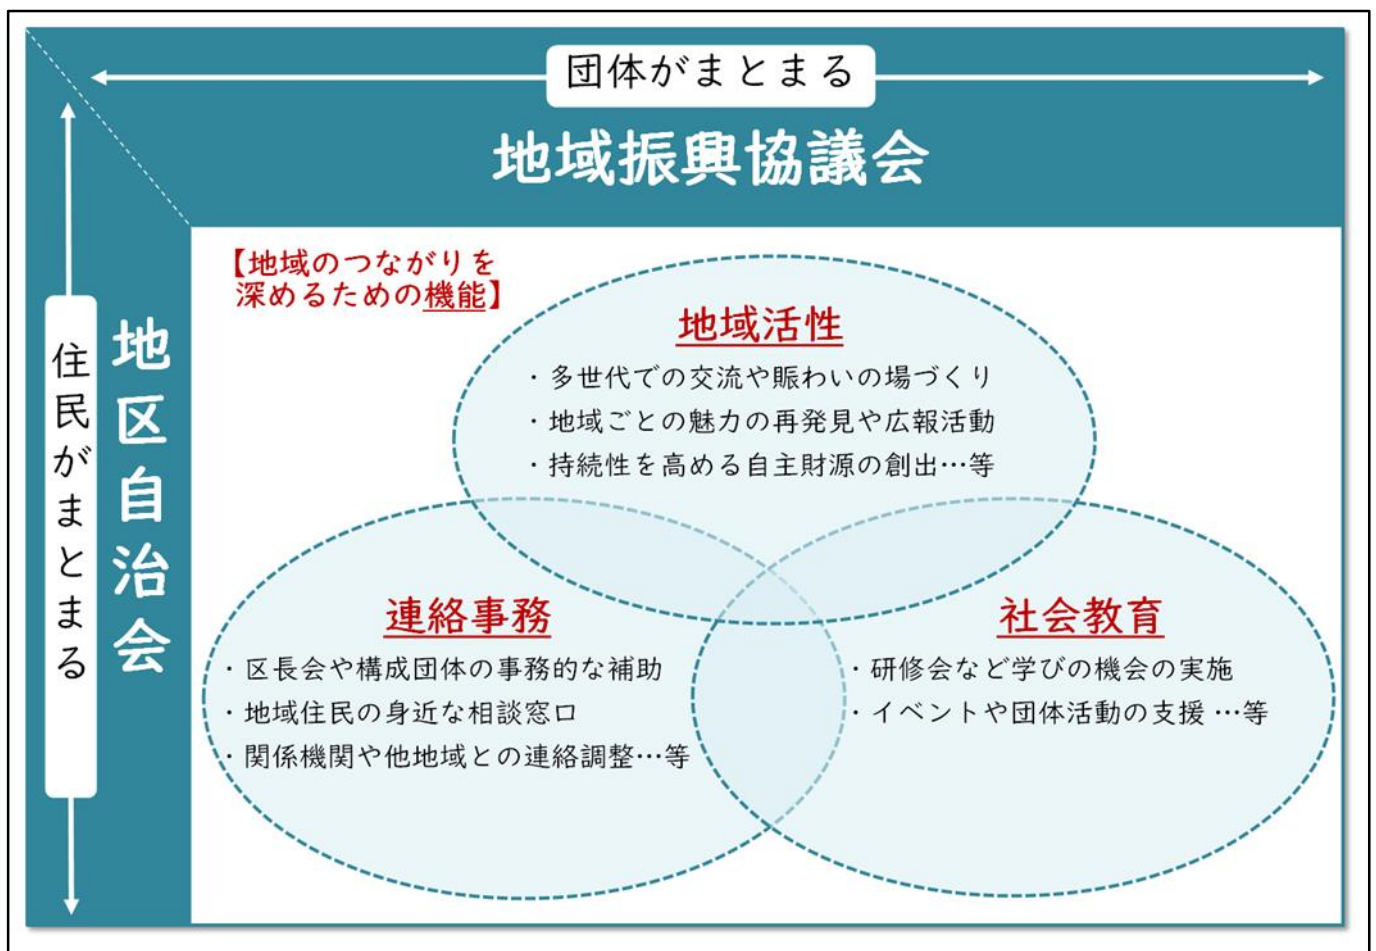 団体がまとまる
地域振興協議会
住民がまとまる
地区自治会
【地域のつながりを
深めるための機能】
地域活性
・多世代での交流や賑わいの場づくり
・地域ごとの魅力の再発見や広報活動
・持続性を高める自主財源の創出…等
連絡事務
・区長会や構成団体の事務的な補助
・地域住民の身近な相談窓口
・関係機関や他地域との連絡調整…等
社会教育
・研修会など学びの機会の実施
・イベントや団体活動の支援 …等